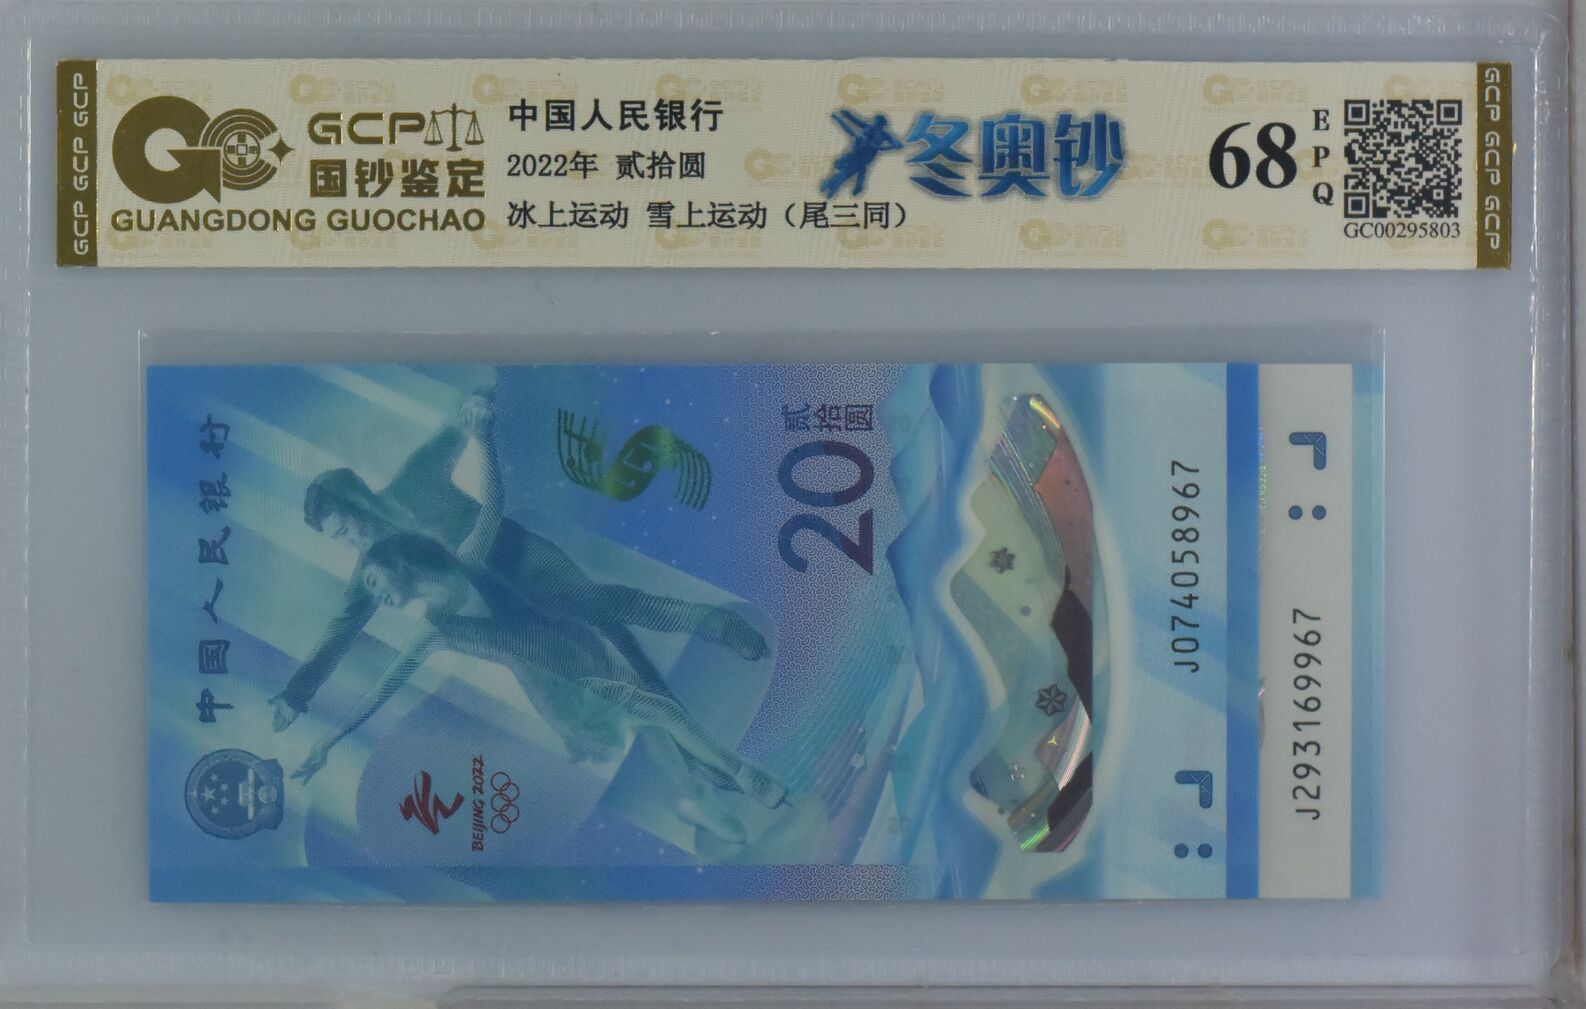 GCP GCP GCP
GCP
国钞鉴定
GUANGDONG GUOCHAO
中国人民银行
2022年 贰拾圆
冰上运动 雪上运动（尾三同）
冬奥钞
68
EPQ
GC00295803
GCP GCP GCP
中国人民银行
BEIJING 2022
贰拾圆
20
J074058967
J293169967